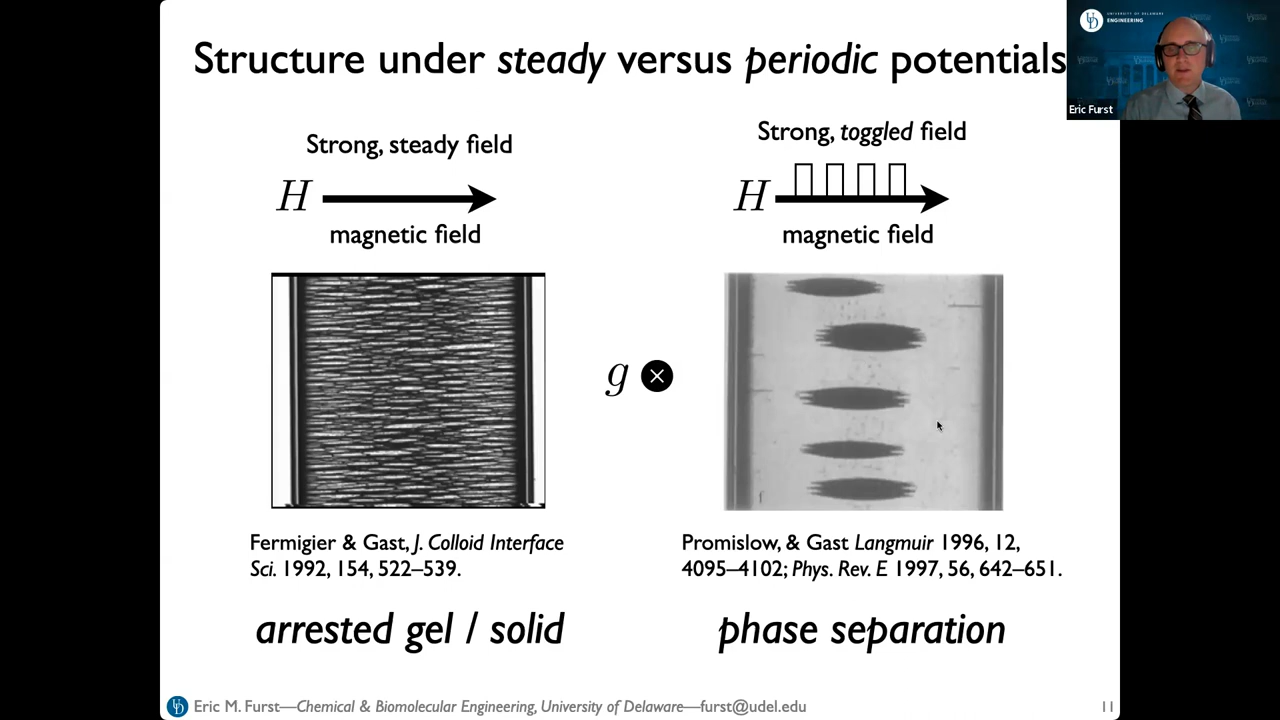 Structure under steady versus periodic potentials
UNIVERSITY OF DELAWARE
ENGINEERING
Eric Furst
Strong, steady field
H
magnetic field
Strong, toggled field
H
magnetic field
g
Fermigier & Gast, J. Colloid Interface
Sci. 1992, 154, 522–539.
Promislow, & Gast Langmuir 1996, 12,
4095–4102; Phys. Rev. E 1997, 56, 642–651.
arrested gel / solid
phase separation
UD Eric M. Furst—Chemical & Biomolecular Engineering, University of Delaware—furst@udel.edu
11